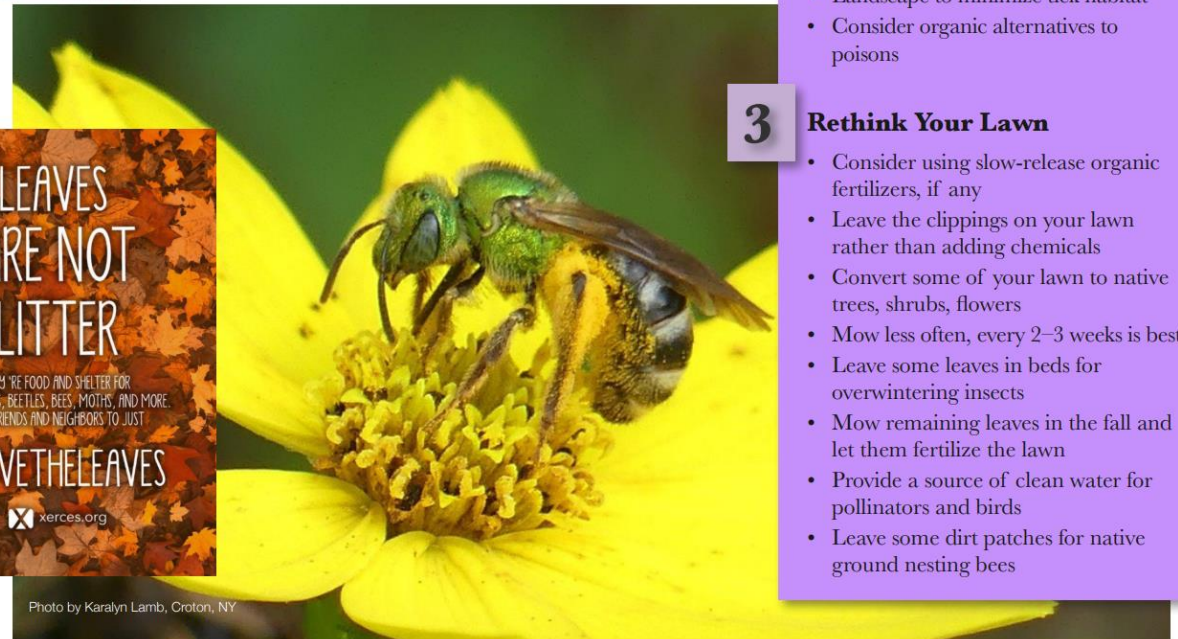 LEAVES
RE NOT
LITTER
'RE FOOD AND SHELTER FOR
, BEETLES, BEES, MOTHS, AND MORE.
RIENDS AND NEIGHBORS TO JUST
VETHELEAVES
X xerces.org
Photo by Karalyn Lamb, Croton, NY
Landscape to minimize tick habitat
• Consider organic alternatives to
poisons
3
Rethink Your Lawn
• Consider using slow-release organic
fertilizers, if any
• Leave the clippings on your lawn
rather than adding chemicals
• Convert some of your lawn to native
trees, shrubs, flowers
• Mow less often, every 2–3 weeks is best
• Leave some leaves in beds for
overwintering insects
• Mow remaining leaves in the fall and
let them fertilize the lawn
• Provide a source of clean water for
pollinators and birds
• Leave some dirt patches for native
ground nesting bees